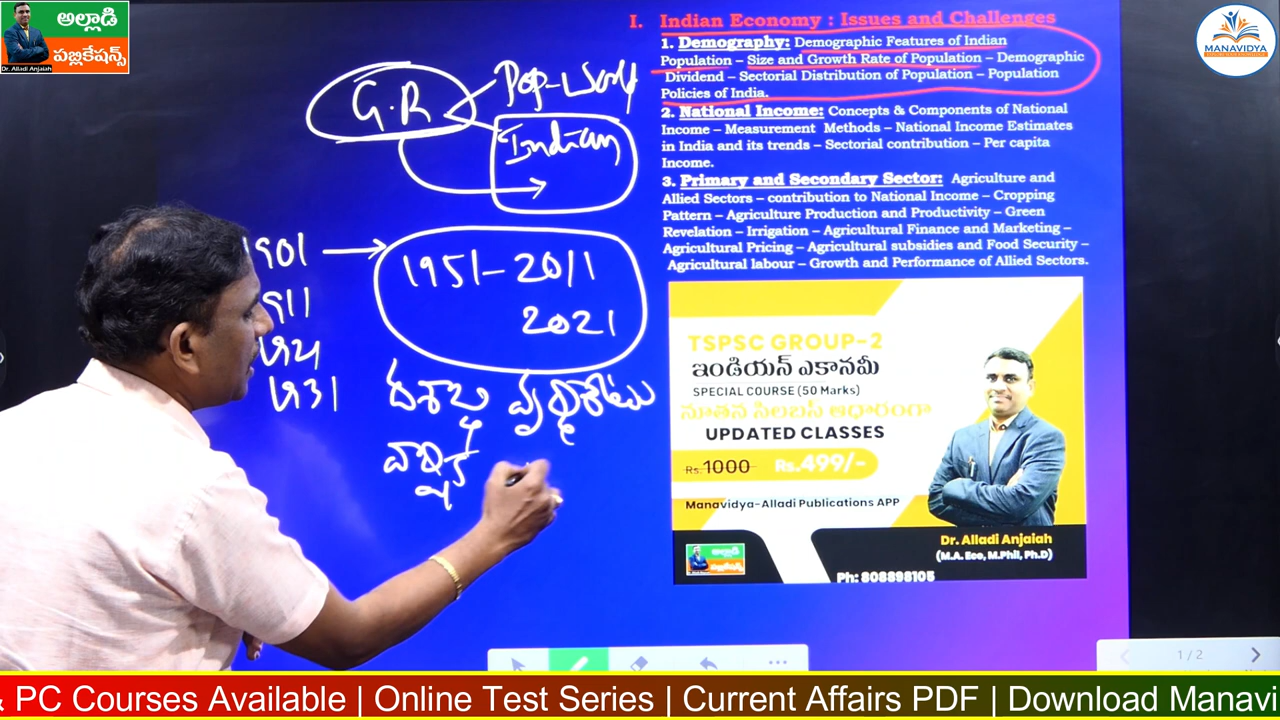 అల్లాడి
పబ్లికేషన్స్
Dr. Alladi Anjaiah
MANAVIDYA
I. Indian Economy : Issues and Challenges
1. Demography: Demographic Features of Indian
Population – Size and Growth Rate of Population – Demographic
Dividend – Sectorial Distribution of Population – Population
Policies of India.
2. National Income: Concepts & Components of National
Income – Measurement Methods – National Income Estimates
in India and its trends – Sectorial contribution – Per capita
Income.
3. Primary and Secondary Sector: Agriculture and
Allied Sectors – contribution to National Income – Cropping
Pattern – Agriculture Production and Productivity – Green
Revelation – Irrigation – Agricultural Finance and Marketing –
Agricultural Pricing – Agricultural subsidies and Food Security –
Agricultural labour – Growth and Performance of Allied Sectors.
G.R
Pop-
Indian
1951-2011
2021
1931
వార్షిక
TSPSC GROUP-2
ఇండియన్ ఎకానమీ
SPECIAL COURSE (50 Marks)
నూతన సిలబస్ ఆధారంగా
UPDATED CLASSES
Rs.1000 Rs.499/-
Manavidya-Alladi Publications APP
అల్లాడి
Dr. Alladi Anjaiah
(M.A. Eco, M.Phil, Ph.D)
Ph: 808898105
1 / 2
& PC Courses Available | Online Test Series | Current Affairs PDF | Download Manavi